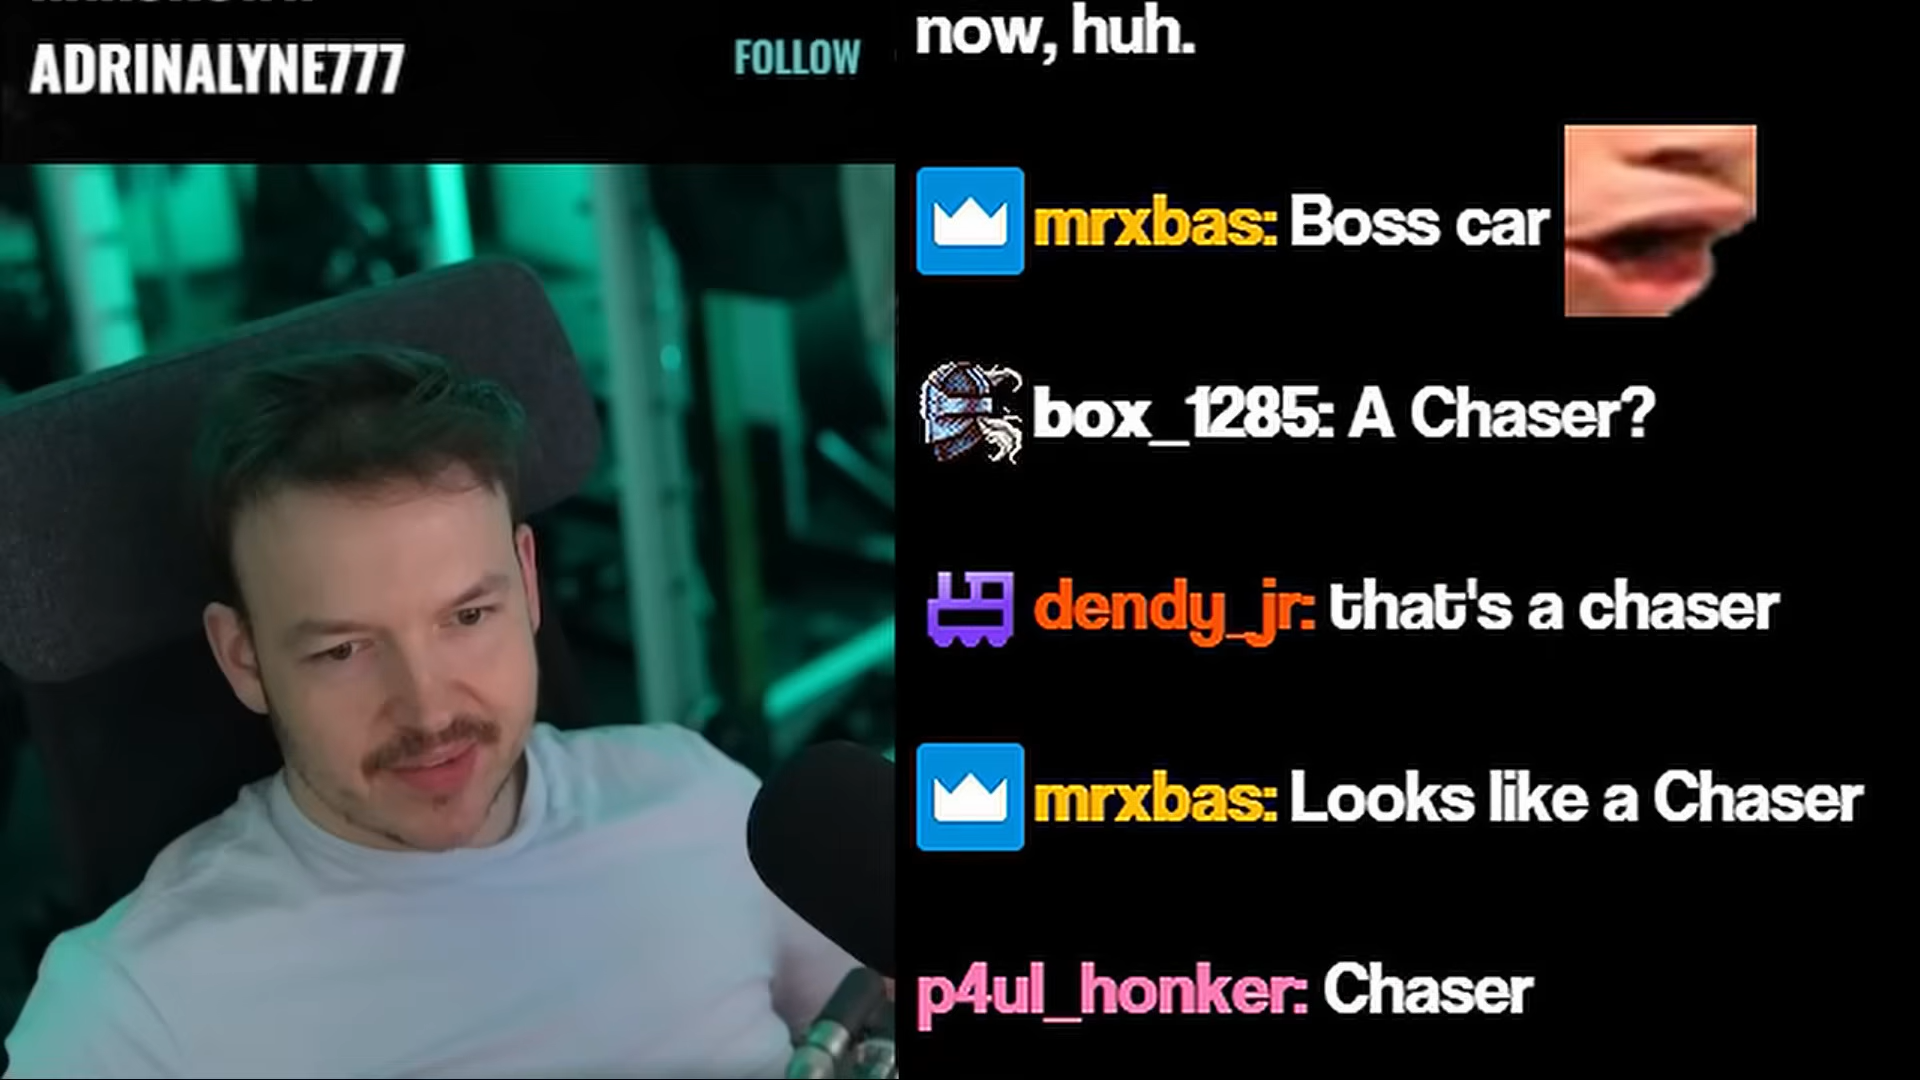 ADRINALYNE777
FOLLOW
now, huh.
mrxbas: Boss car
box_1285: A Chaser?
dendy_jr: that's a chaser
mrxbas: Looks like a Chaser
p4ul_honker: Chaser